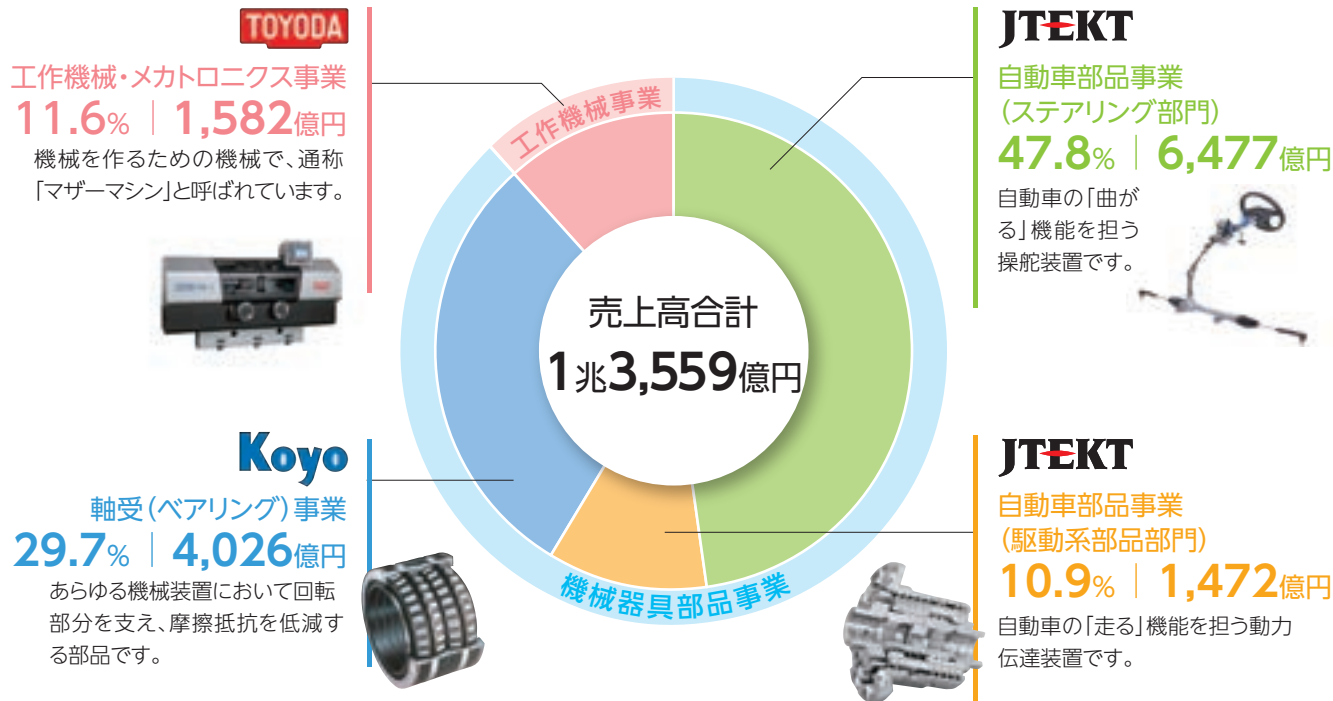 TOYODA
工作機械・メカトロニクス事業
11.6% | 1,582億円
機械を作るための機械で、通称
「マザーマシン」と呼ばれています。
JTEKT
自動車部品事業
(ステアリング部門)
47.8% | 6,477億円
自動車の「曲が
る」機能を担う
操舵装置です。
工作機械事業
売上高合計
1兆3,559億円
機械器具部品事業
Koyo
軸受(ベアリング)事業
29.7% | 4,026億円
あらゆる機械装置において回転
部分を支え、摩擦抵抗を低減す
る部品です。
JTEKT
自動車部品事業
(駆動系部品部門)
10.9% | 1,472億円
自動車の「走る」機能を担う動力
伝達装置です。